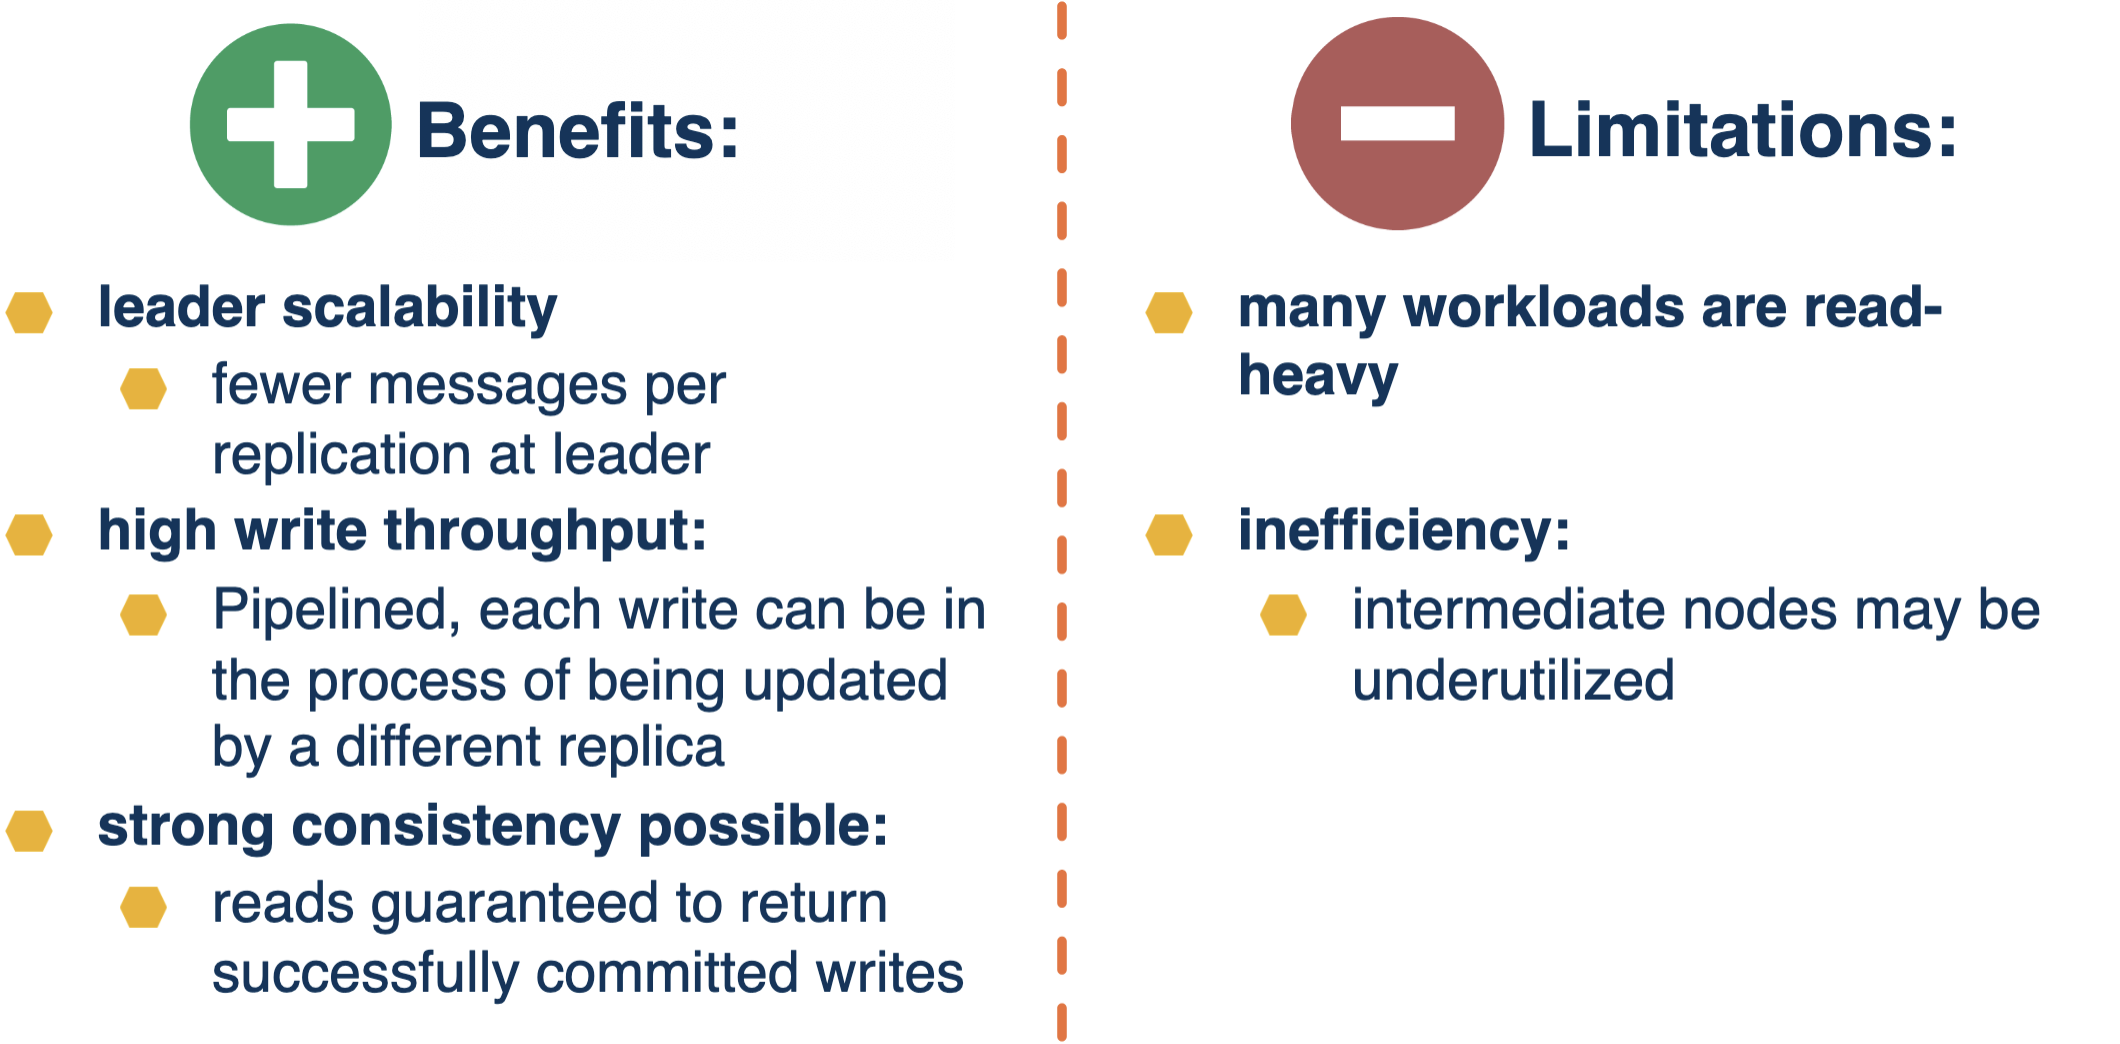 Benefits:
leader scalability
fewer messages per
replication at leader
high write throughput:
Pipelined, each write can be in
the process of being updated
by a different replica
strong consistency possible:
reads guaranteed to return
successfully committed writes
Limitations:
many workloads are read-
heavy
inefficiency:
intermediate nodes may be
underutilized